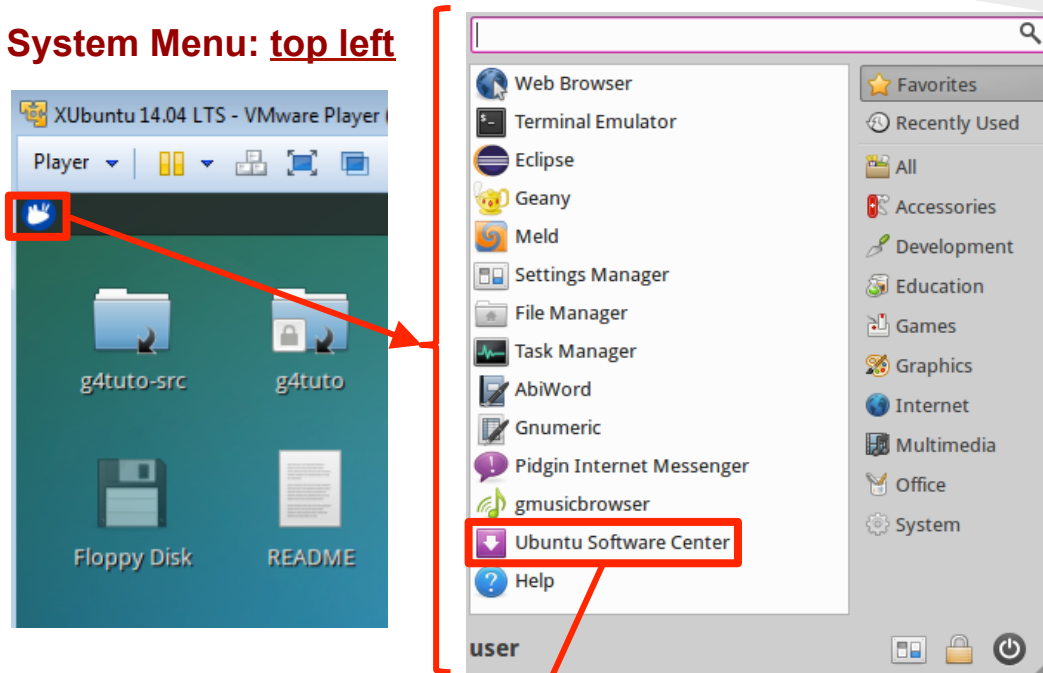 System Menu: top left
XUbuntu 14.04 LTS - VMware Player (
Player
g4tuto-src
g4tuto
Floppy Disk
README
Web Browser
Terminal Emulator
Eclipse
Geany
Meld
Settings Manager
File Manager
Task Manager
AbiWord
Gnumeric
Pidgin Internet Messenger
gmusicbrowser
Ubuntu Software Center
Help
Favorites
Recently Used
All
Accessories
Development
Education
Games
Graphics
Internet
Multimedia
Office
System
user